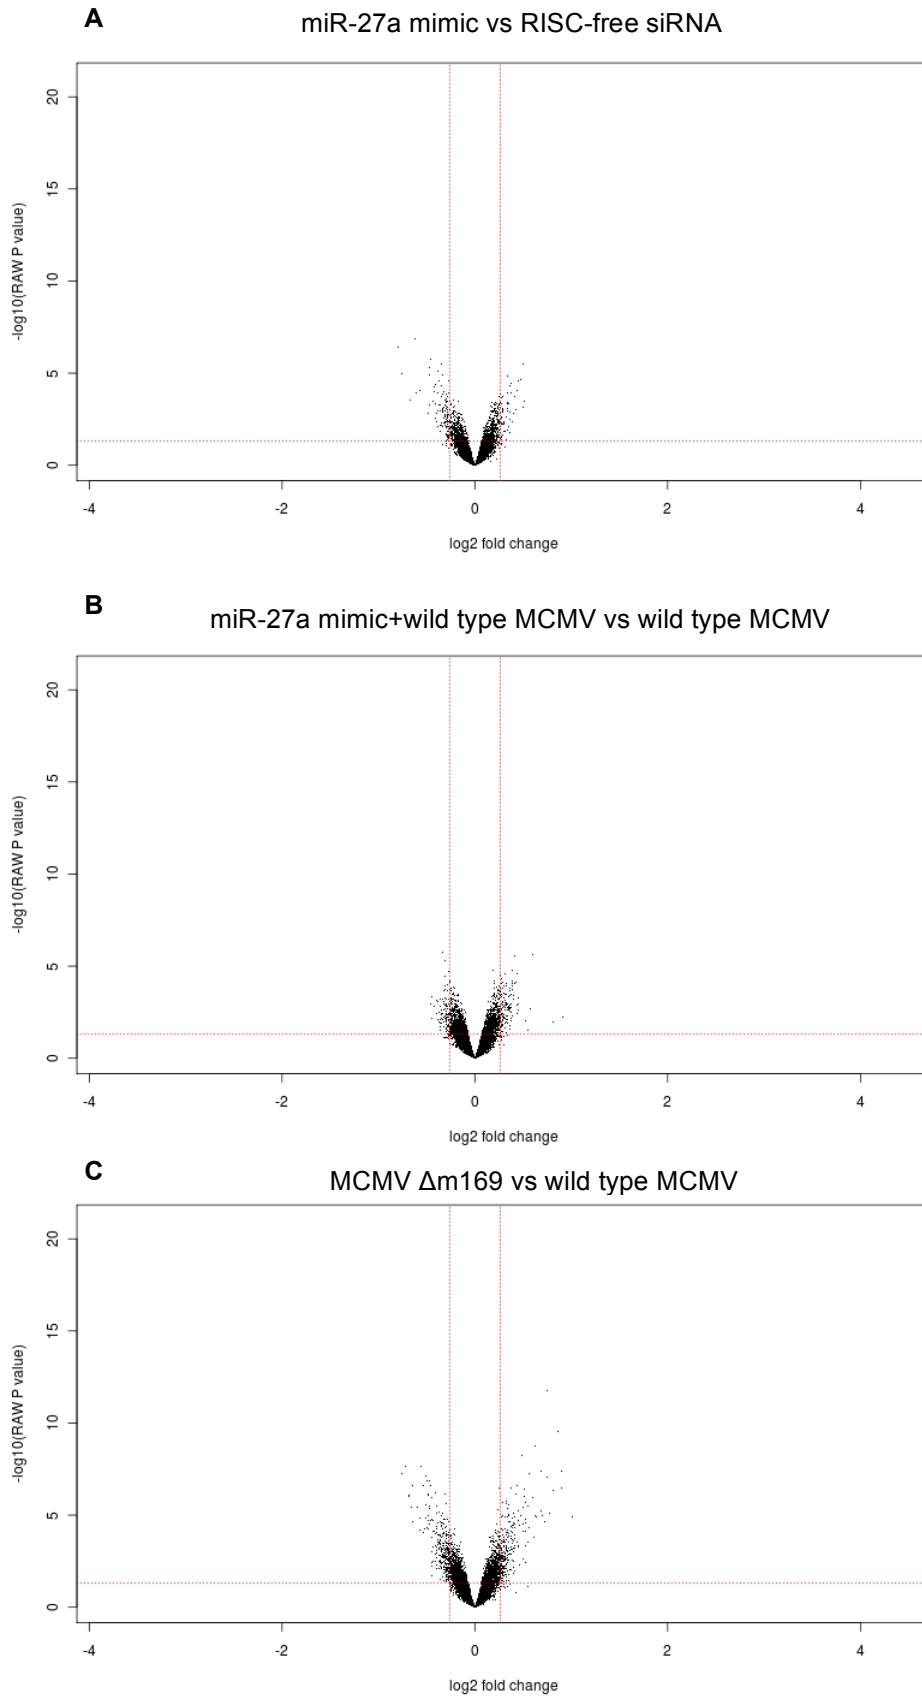 A
miR-27a mimic vs RISC-free siRNA
20
15
10
5
0
-log10(RAW P value)
-4 -2 0 2 4
log2 fold change
B
miR-27a mimic+wild type MCMV vs wild type MCMV
20
15
10
5
0
-log10(RAW P value)
-4 -2 0 2 4
log2 fold change
C
MCMV Δm169 vs wild type MCMV
20
15
10
5
0
-log10(RAW P value)
-4 -2 0 2 4
log2 fold change